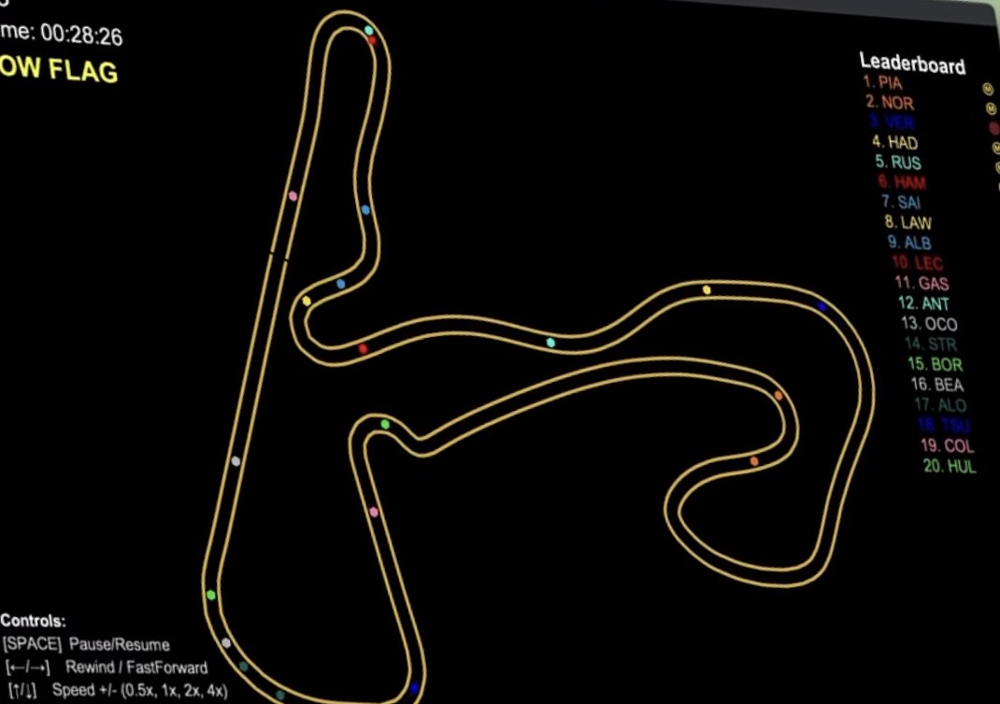 me: 00:28:26
OW FLAG
Leaderboard
1. PIA
2. NOR
3. VER
4. HAD
5. RUS
6. HAM
7. SAI
8. LAW
9. ALB
10. LEC
11. GAS
12. ANT
13. OCO
14. STR
15. BOR
16. BEA
17. ALO
18. TSU
19. COL
20. HUL
Controls:
[SPACE] Pause/Resume
[←/→] Rewind / FastForward
[↑/↓] Speed +/- (0.5x, 1x, 2x, 4x)